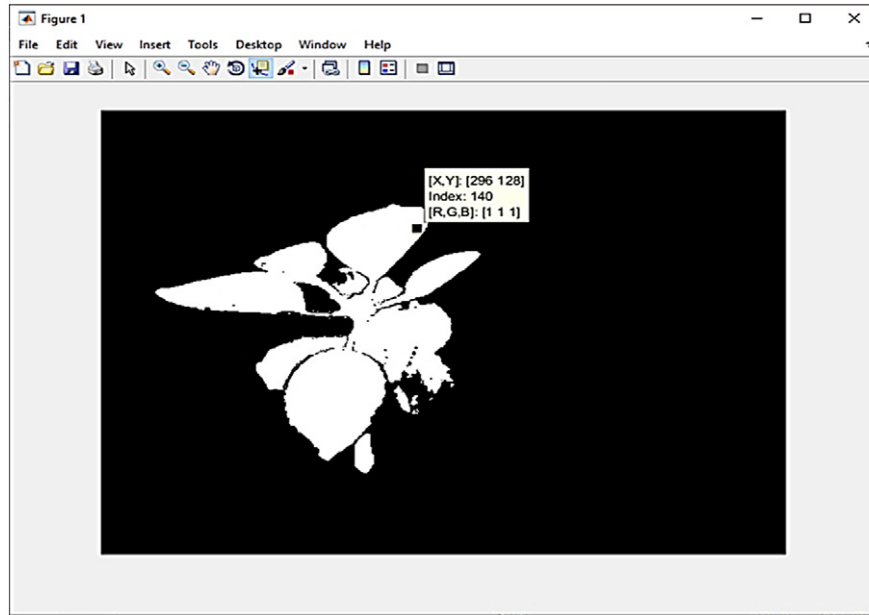 Figure 1
File Edit View Insert Tools Desktop Window Help
[X,Y]: [296 128]
Index: 140
[R,G,B]: [1 1 1]